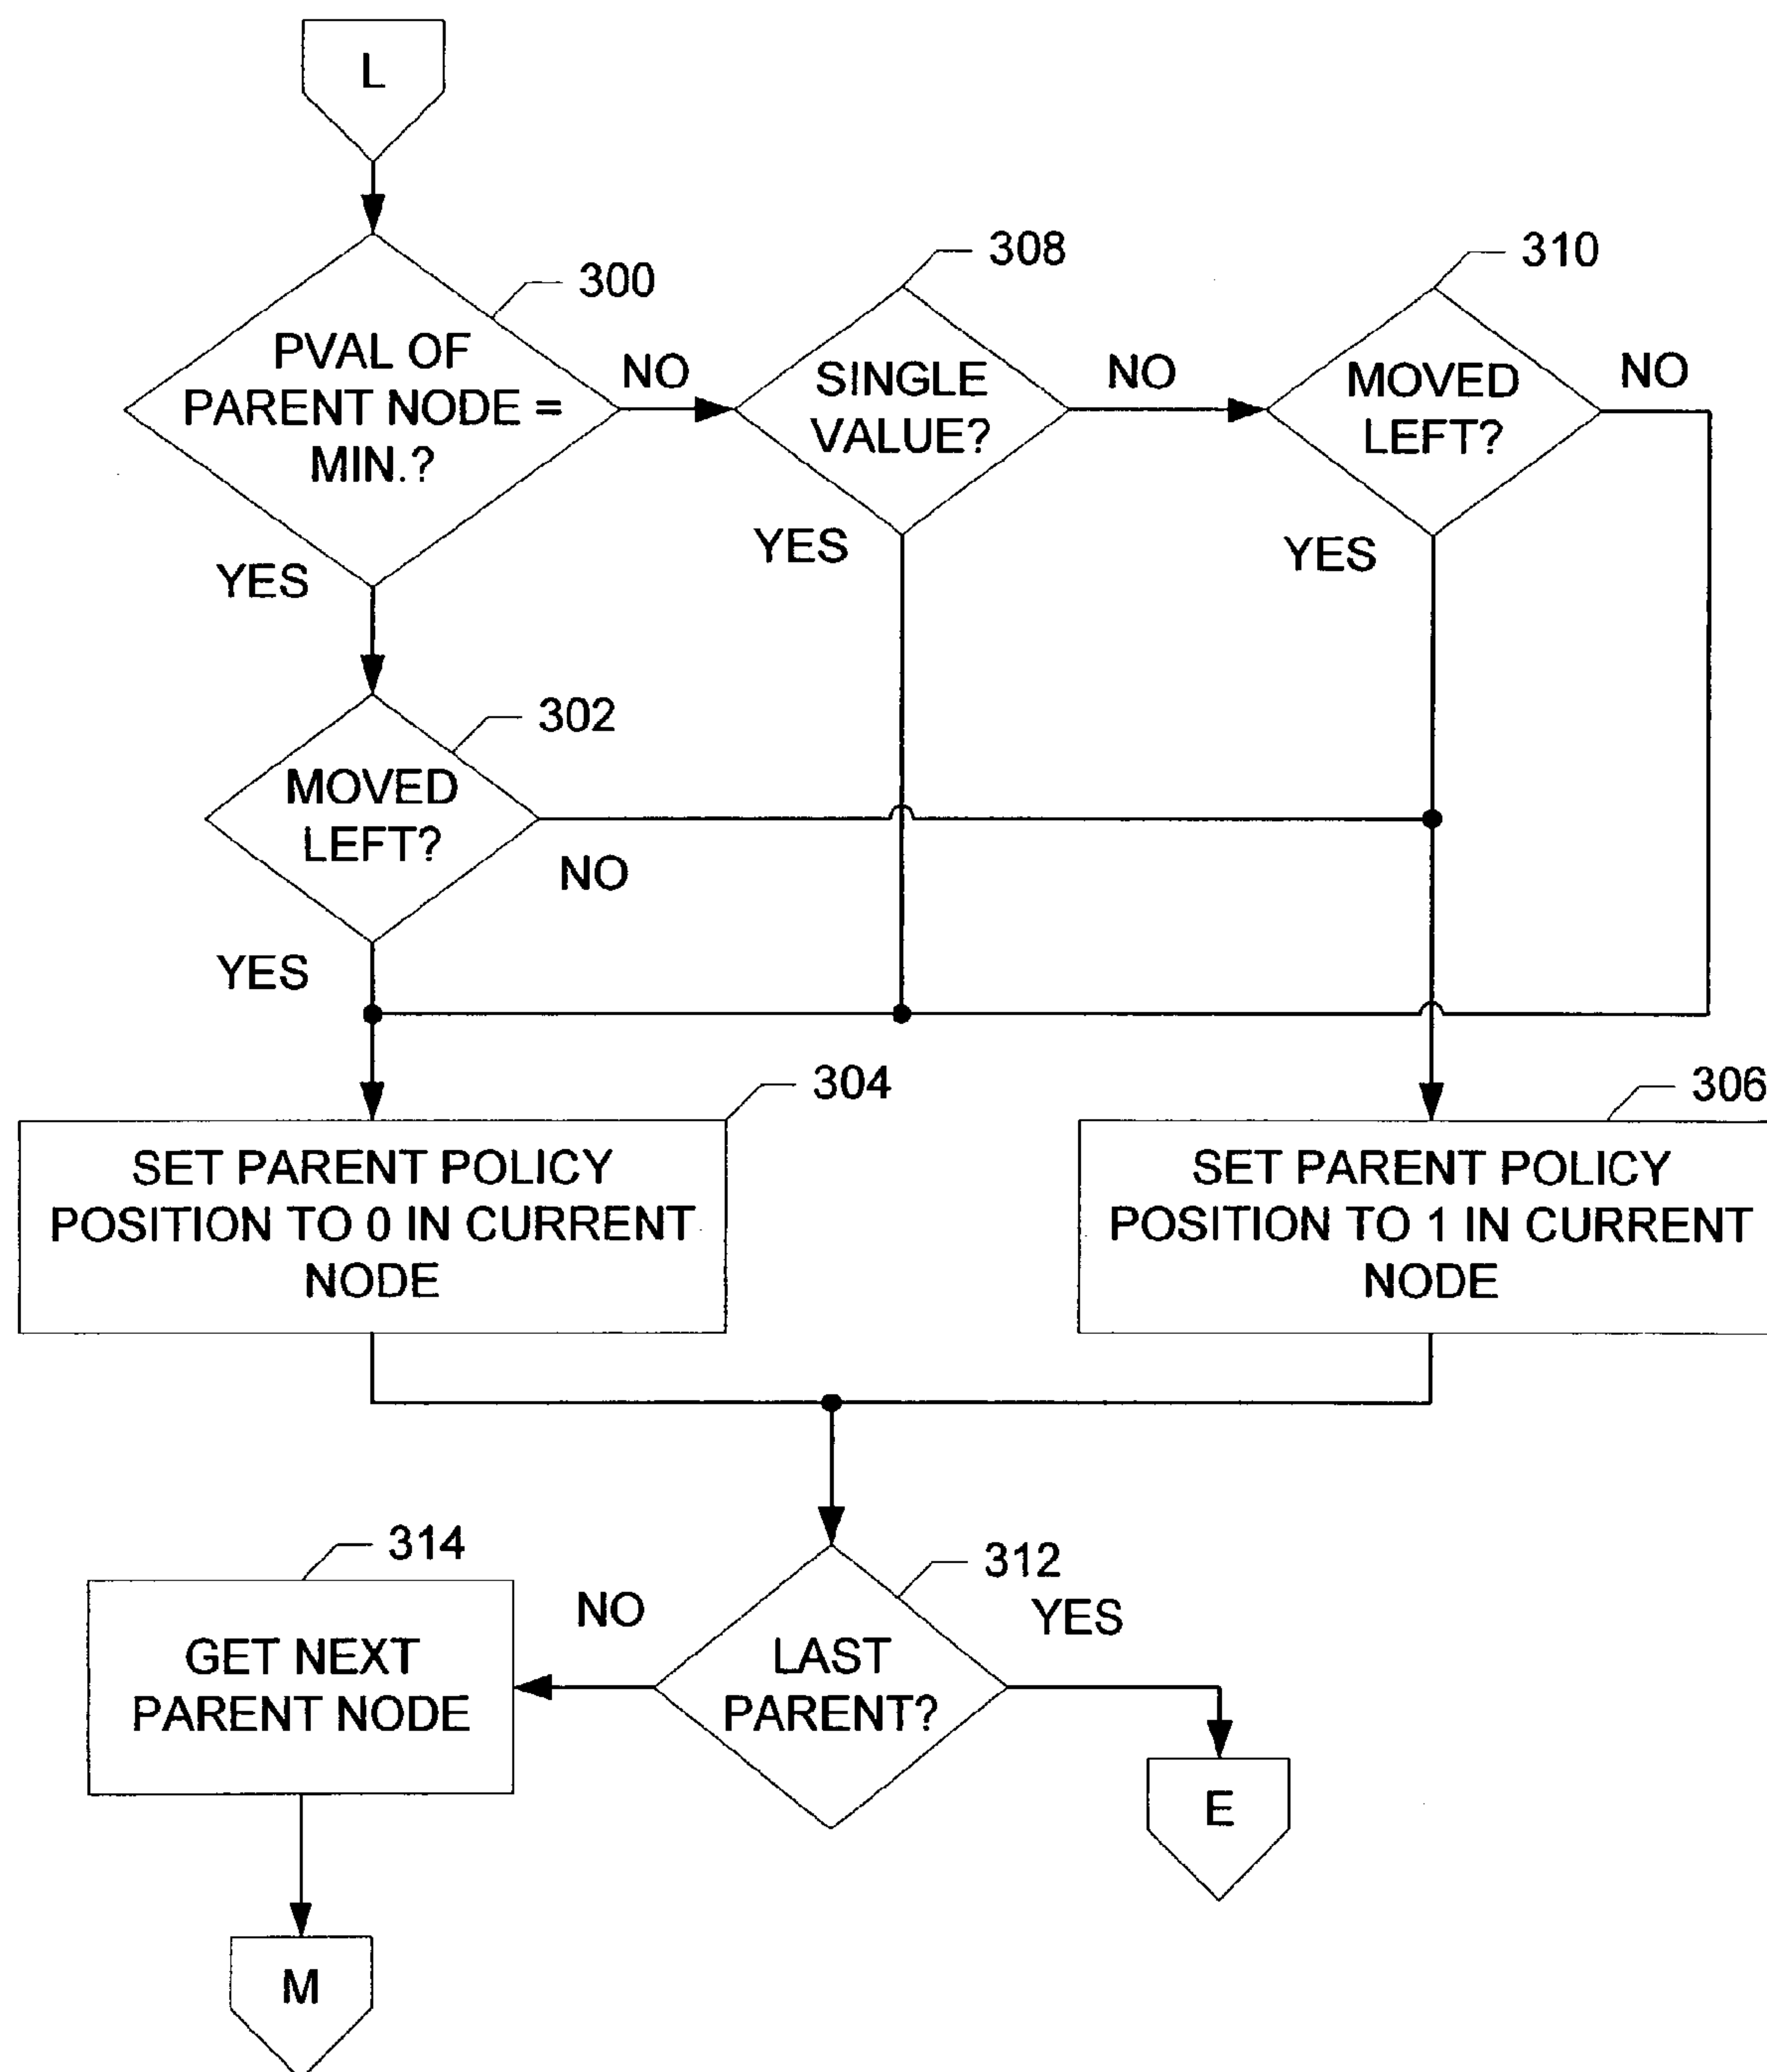 L
300
PVAL OF
PARENT NODE =
MIN.?
NO
308
SINGLE
VALUE?
NO
310
MOVED
LEFT?
NO
YES
YES
YES
302
MOVED
LEFT?
NO
YES
304
SET PARENT POLICY
POSITION TO 0 IN CURRENT
NODE
306
SET PARENT POLICY
POSITION TO 1 IN CURRENT
NODE
314
GET NEXT
PARENT NODE
NO
312
LAST
PARENT?
YES
E
M